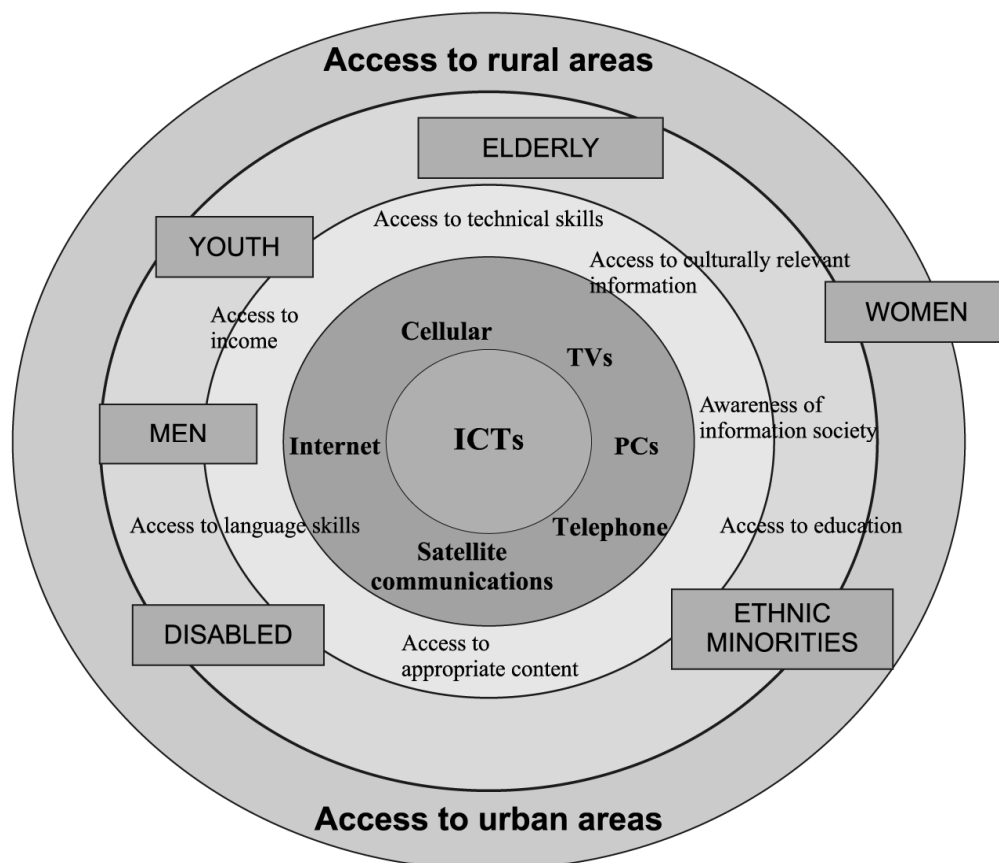 Access to rural areas
ELDERLY
Access to technical skills
YOUTH
Access to culturally relevant
information
WOMEN
Access to
income
Cellular
TVs
MEN
Internet
ICTs
PCs
Awareness of
information society
Access to language skills
Telephone
Access to education
Satellite
communications
DISABLED
ETHNIC
MINORITIES
Access to
appropriate content
Access to urban areas